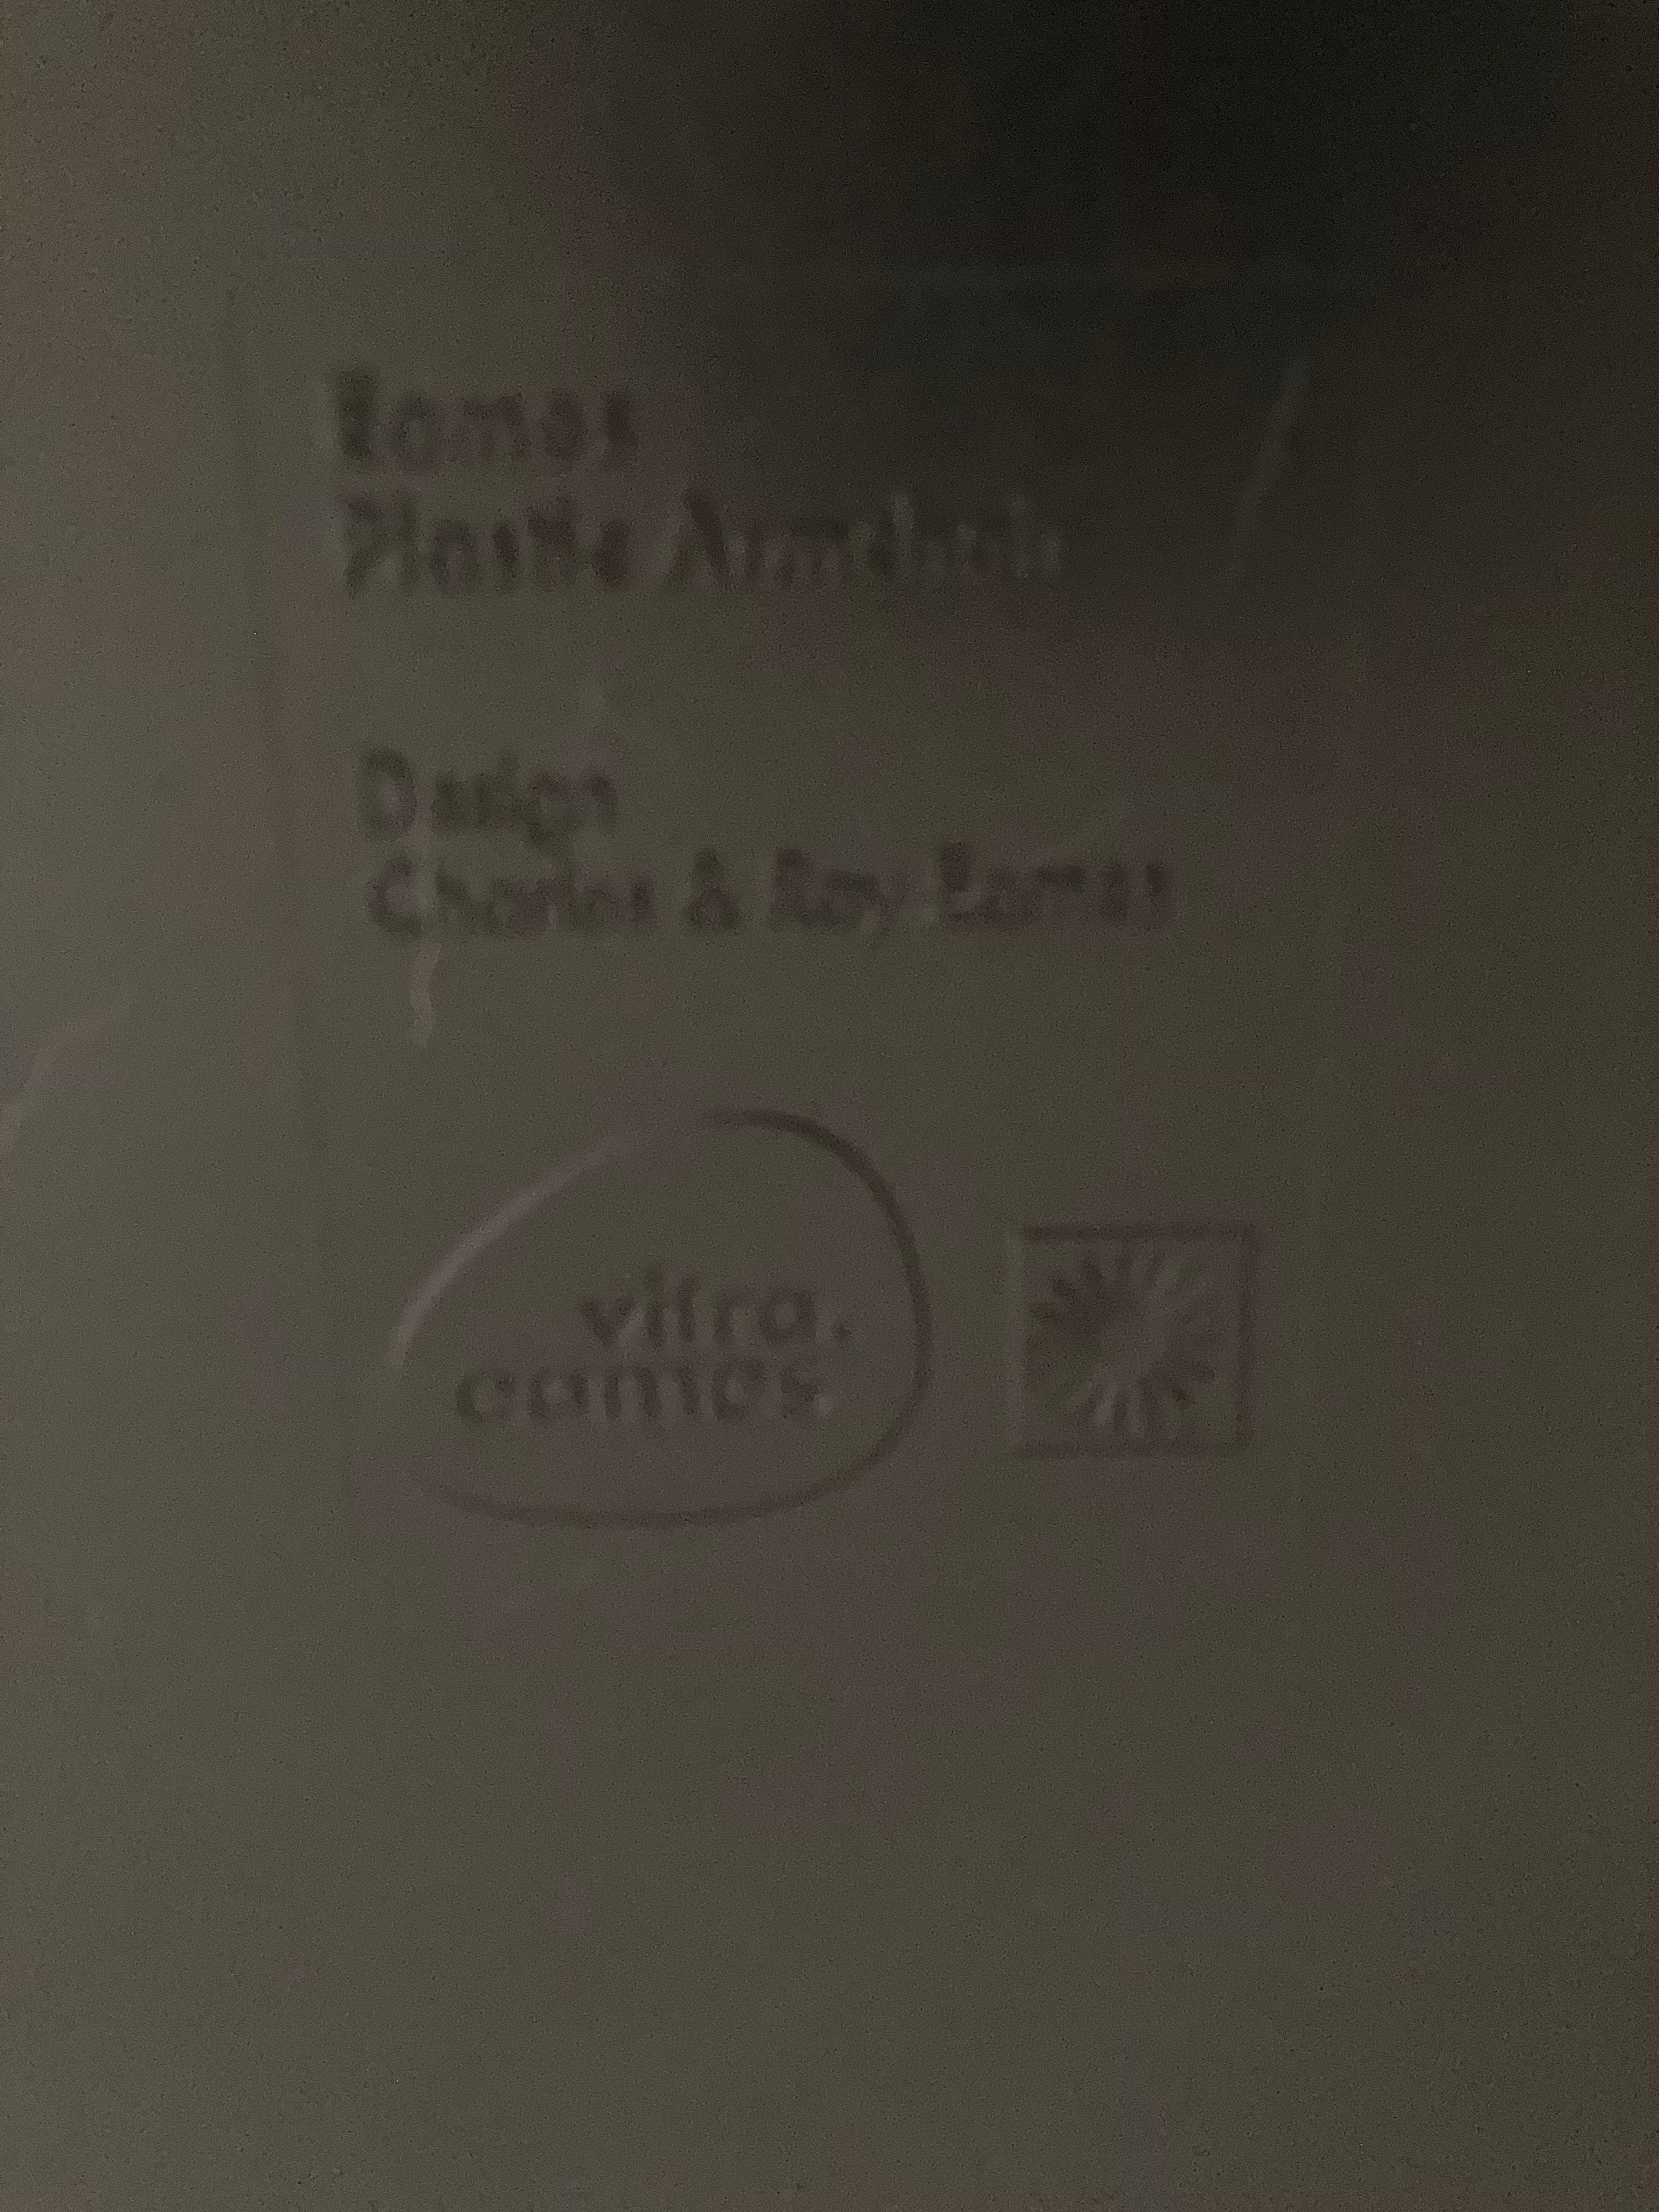 Eames
Plastic Armchair
Design
Charles & Ray Eames
vitra.
eames.